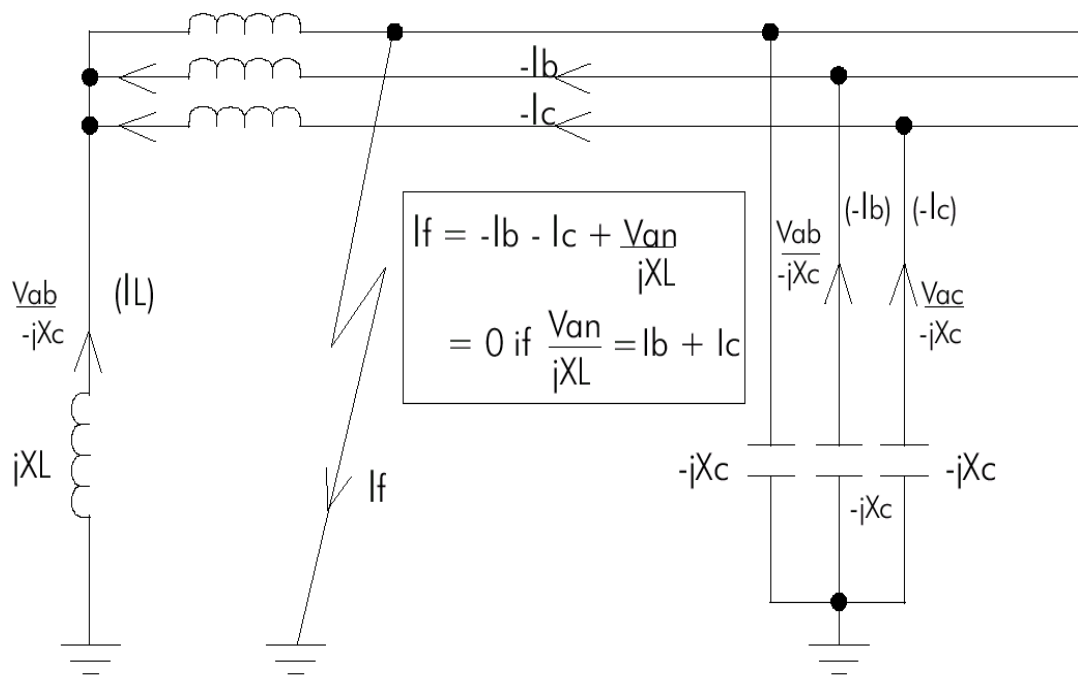 -Ib
-Ic
If = -Ib - Ic + Van
jXL
= 0 if Van = Ib + Ic
jXL
Vab
-jXc
(IL)
jXL
If
Vab
-jXc
(-Ib)
(-Ic)
Vac
-jXc
-jXc
-jXc
-jXc